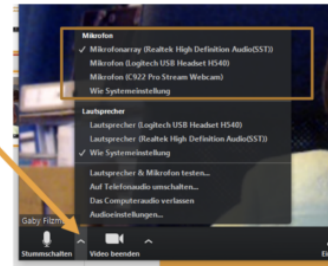 Mikrofon
✓ Mikrofonarray (Realtek High Definition Audio(SST))
Mikrofon (Logitech USB Headset H540)
Mikrofon (C922 Pro Stream Webcam)
Wie Systemeinstellung
Lautsprecher
Lautsprecher (Logitech USB Headset H540)
Lautsprecher (Realtek High Definition Audio(SST))
✓ Wie Systemeinstellung
Lautsprecher & Mikrofon testen...
Auf Telefonaudio umschalten...
Das Computeraudio verlassen
Audioeinstellungen...
Gaby
Stummschalten
Video beenden